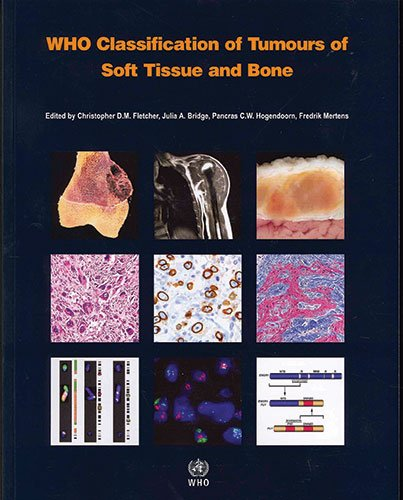 WHO Classification of Tumours of
Soft Tissue and Bone
Edited by Christopher D.M. Fletcher, Julia A. Bridge, Pancras C.W. Hogendoorn, Fredrik Mertens
WHO